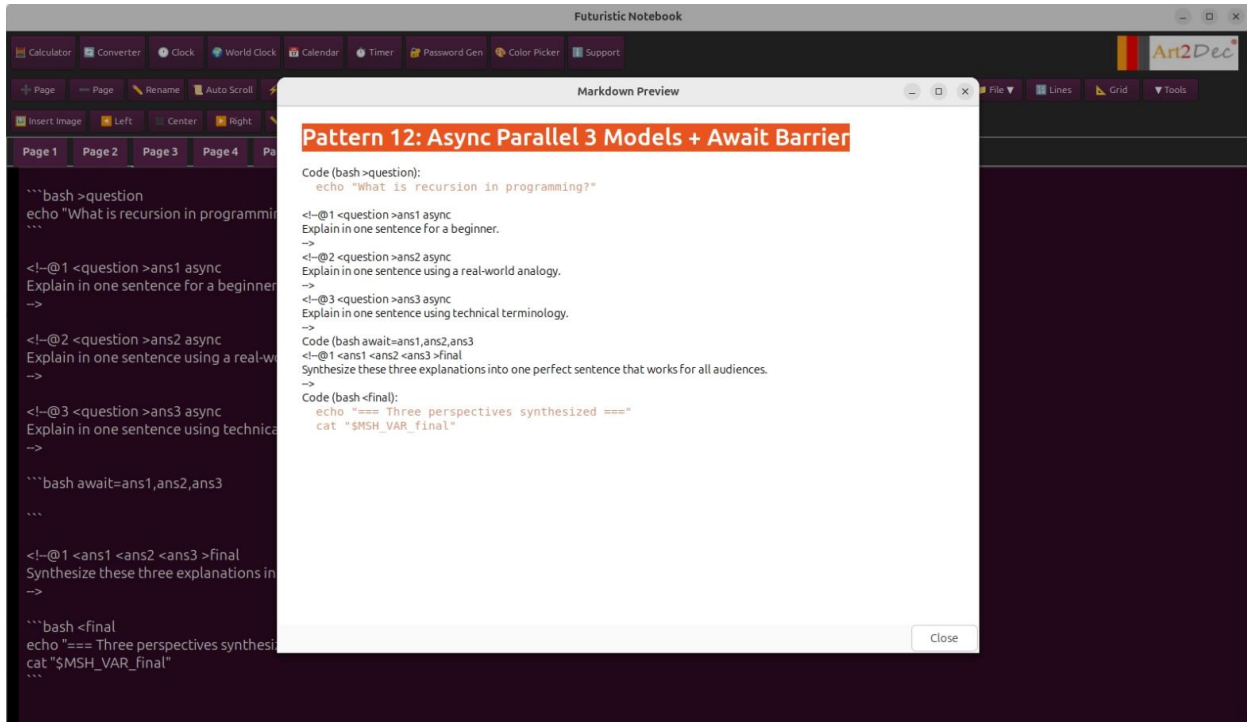 Futuristic Notebook
Calculator Converter Clock World Clock Calendar Timer Password Gen Color Picker Support
Art2Dec
Page Page Rename Auto Scroll File ▼ Lines Grid ▼ Tools
Insert Image Left Center Right
Page 1 Page 2 Page 3 Page 4
```bash >question
echo "What is recursion in
```
<!--@1 <question >ans1 async
Explain in one sentence for a beginner
-->
<!--@2 <question >ans2 async
Explain in one sentence using a
-->
<!--@3 <question >ans3 async
Explain in one sentence using
-->
```bash await=ans1,ans2,ans3
```
<!--@1 <ans1 <ans2 <ans3 >final
Synthesize these three explanations in
-->
```bash <final
echo "=== Three perspectives
cat "$MSH_VAR_final"
```
Markdown Preview
Pattern 12: Async Parallel 3 Models + Await Barrier
Code (bash >question):
echo "What is recursion in programming?"
<!--@1 <question >ans1 async
Explain in one sentence for a beginner.
-->
<!--@2 <question >ans2 async
Explain in one sentence using a real-world analogy.
-->
<!--@3 <question >ans3 async
Explain in one sentence using technical terminology.
-->
Code (bash await=ans1,ans2,ans3
<!--@1 <ans1 <ans2 <ans3 >final
Synthesize these three explanations into one perfect sentence that works for all audiences.
-->
Code (bash <final):
echo "=== Three perspectives synthesized ==="
cat "$MSH_VAR_final"
Close